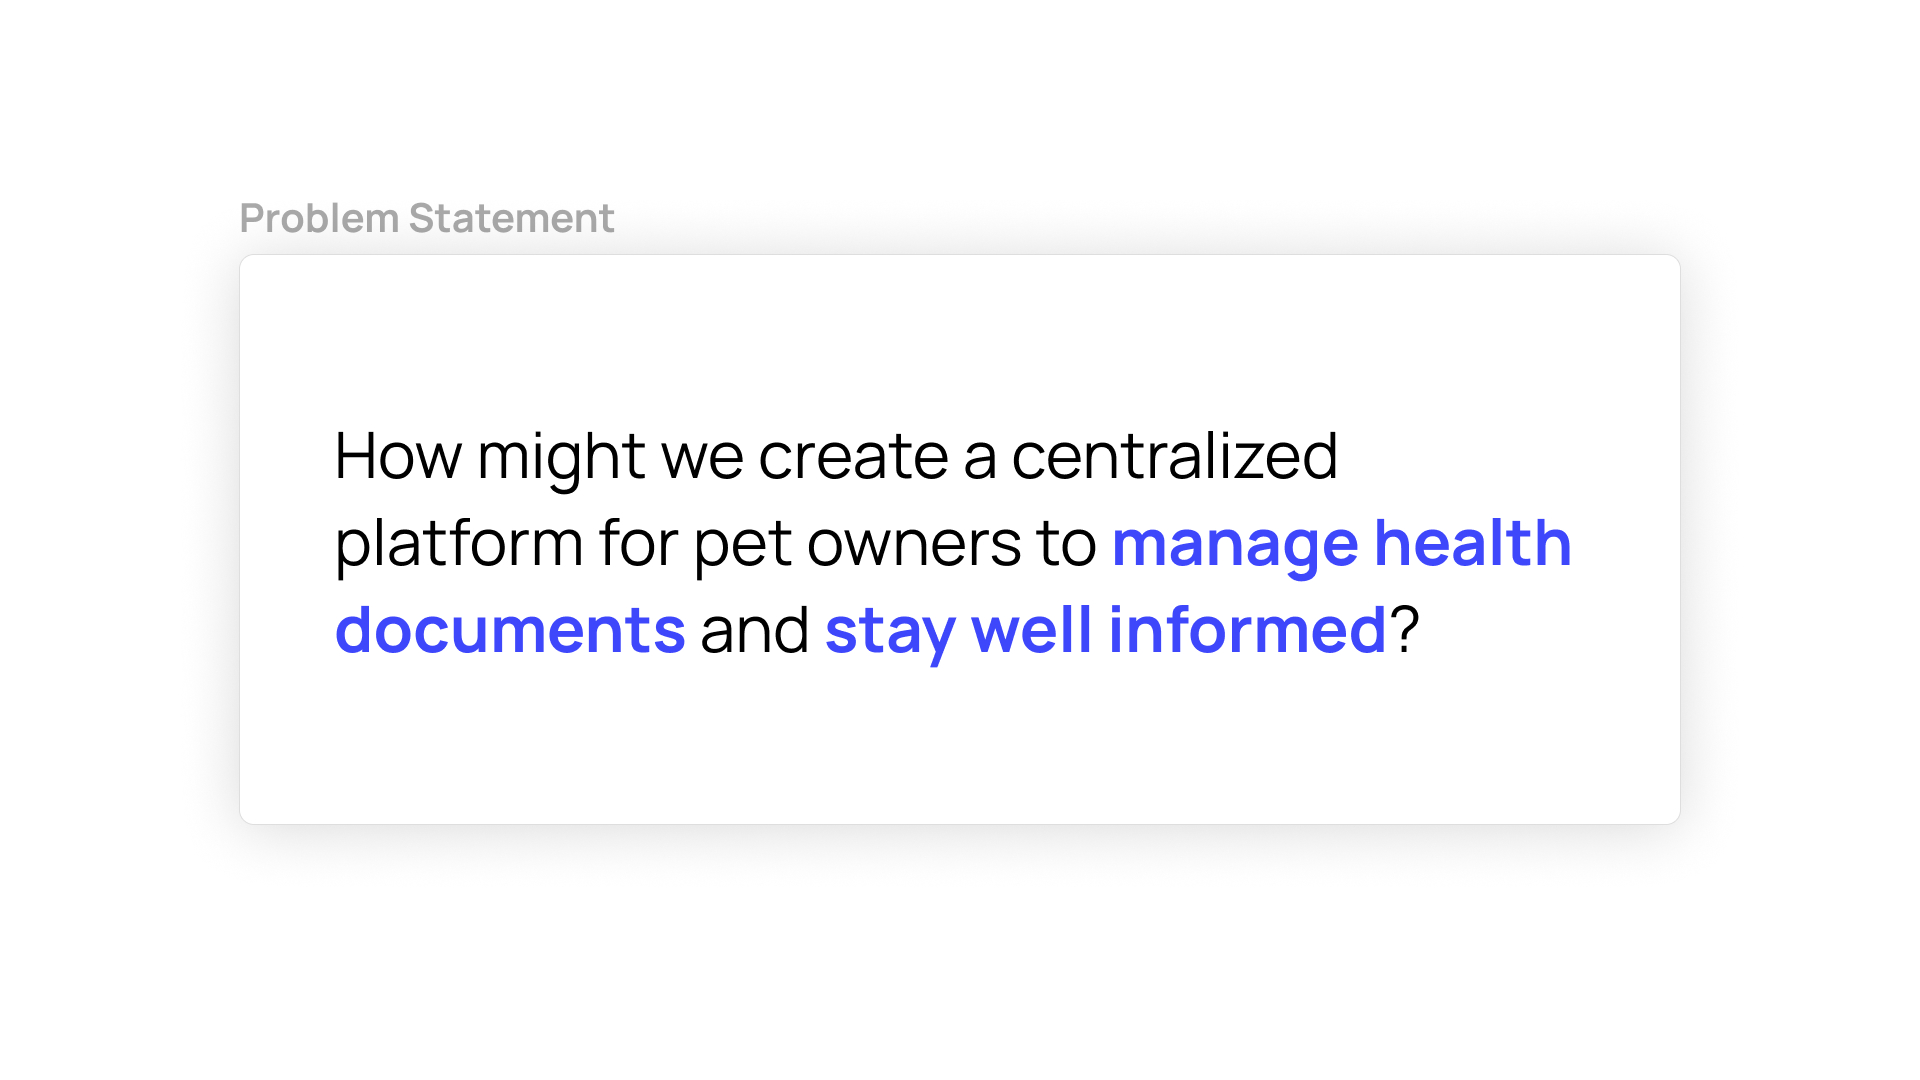 Problem Statement
How might we create a centralized
platform for pet owners to manage health
documents and stay well informed?